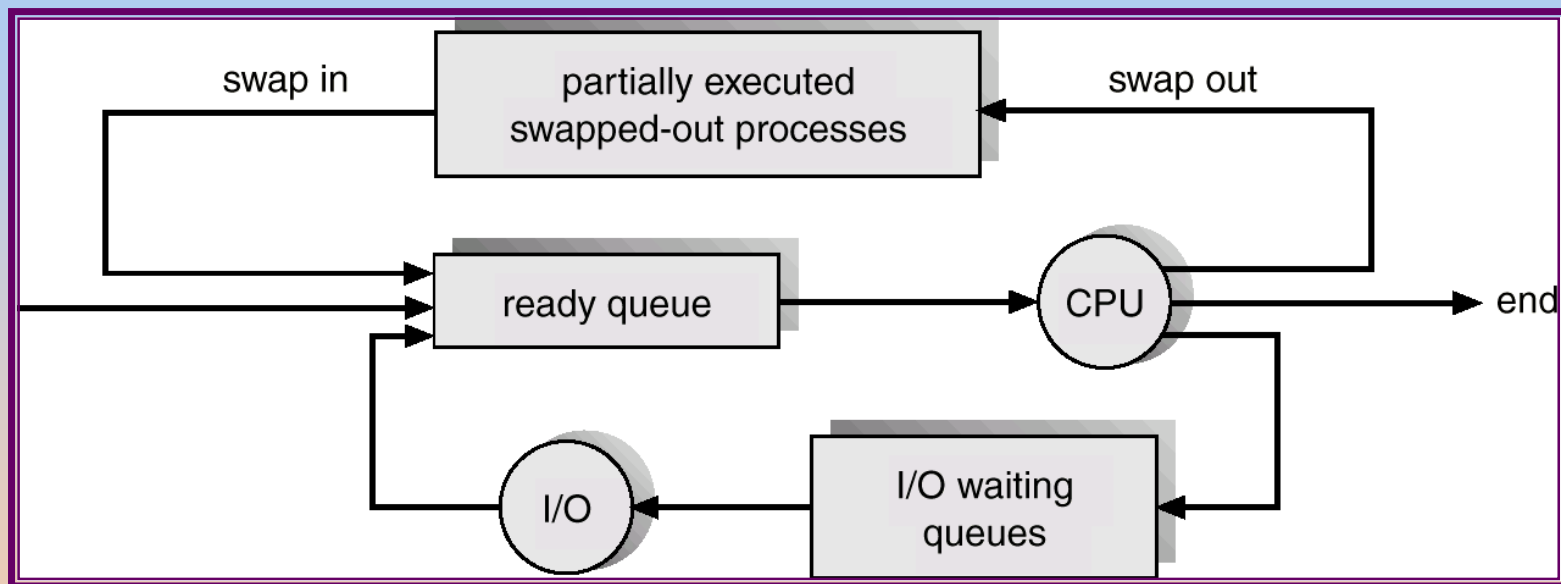 swap in
partially executed
swapped-out processes
swap out
ready queue
CPU
end
I/O
I/O waiting
queues